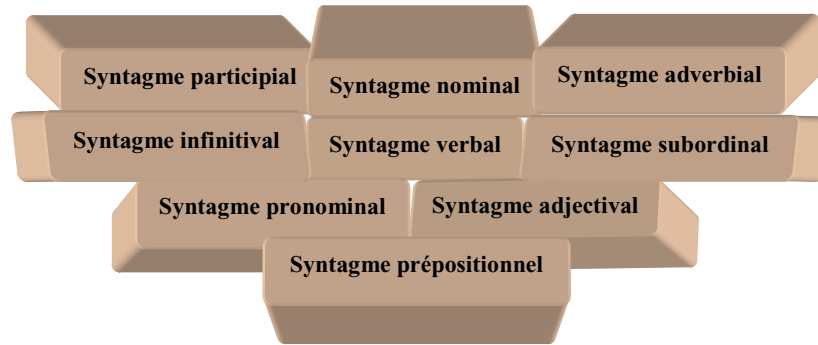 Syntagme participial
Syntagme nominal
Syntagme adverbial
Syntagme infinitival
Syntagme verbal
Syntagme subordinal
Syntagme pronominal
Syntagme adjectival
Syntagme prépositionnel